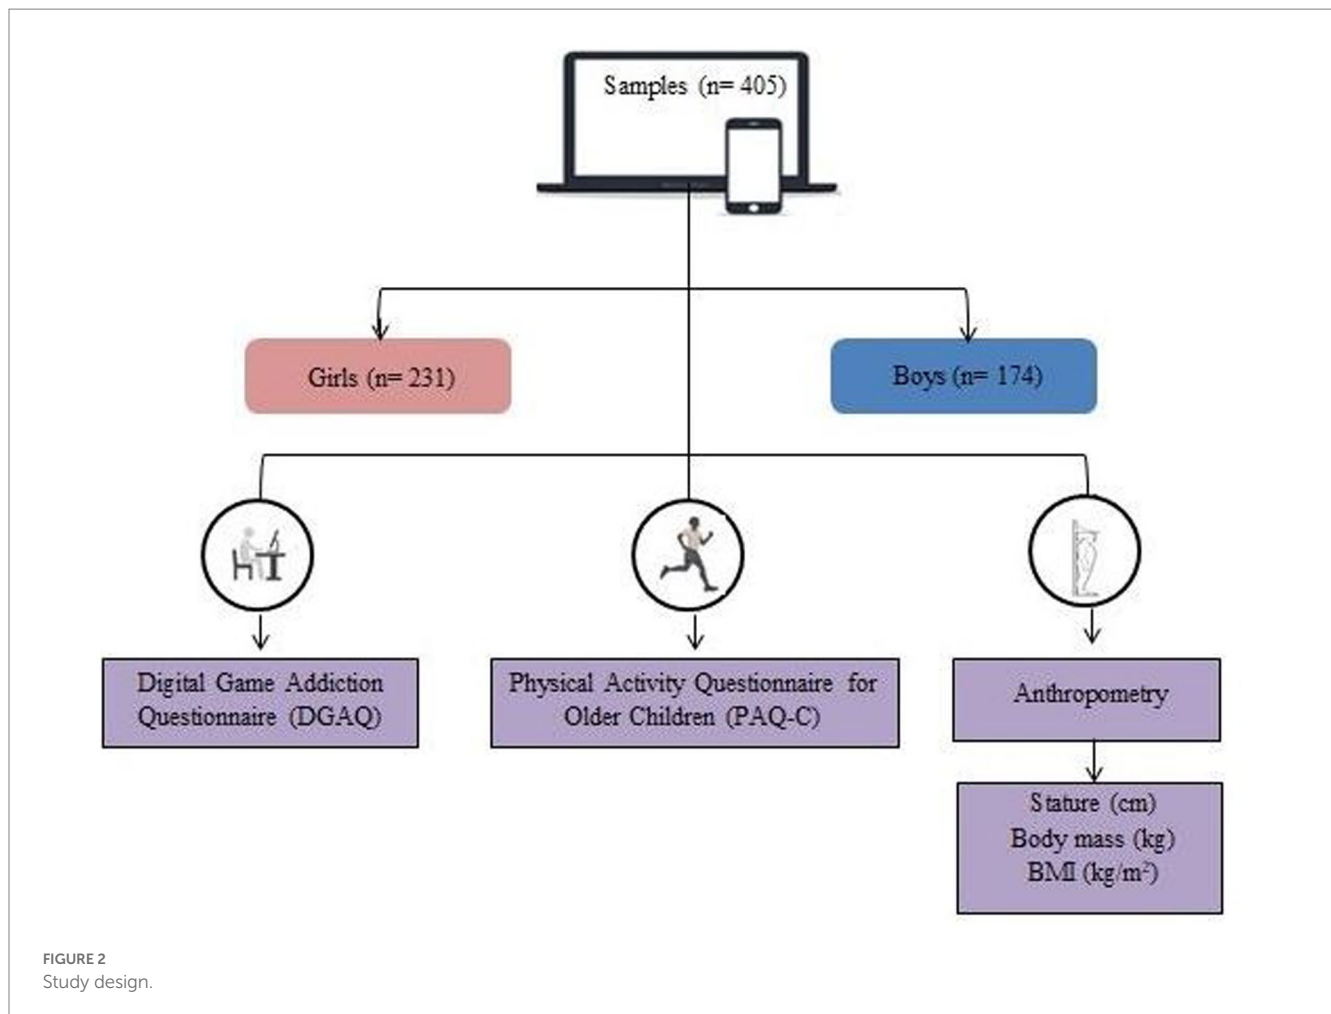 Samples (n= 405)
Girls (n= 231)
Boys (n= 174)
Digital Game Addiction
Questionnaire (DGAQ)
Physical Activity Questionnaire for
Older Children (PAQ-C)
Anthropometry
Stature (cm)
Body mass (kg)
BMI (kg/m²)
FIGURE 2
Study design.